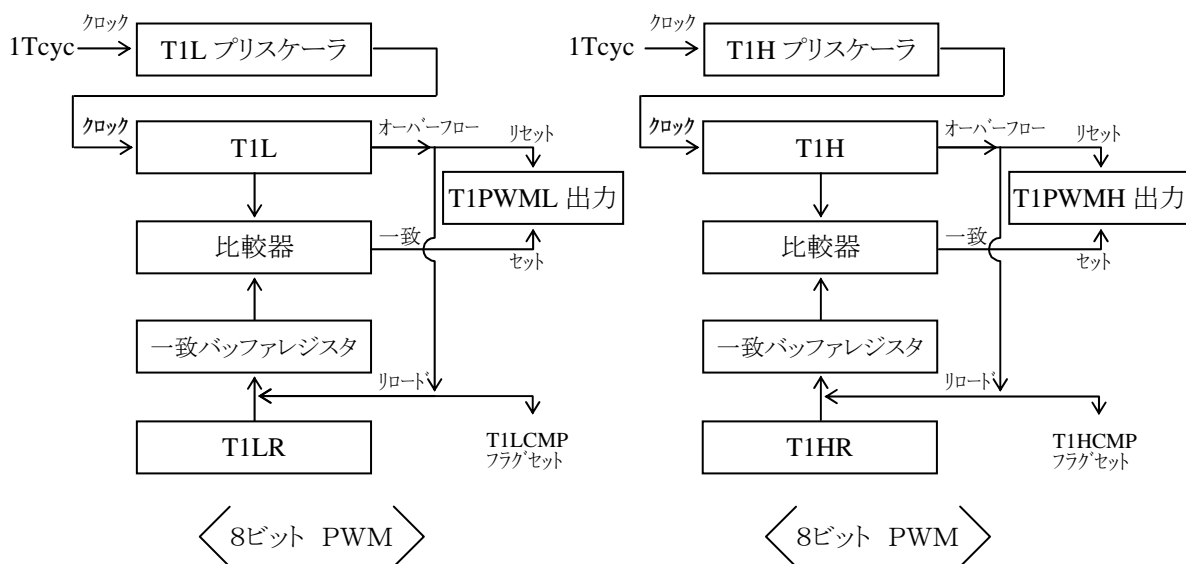 クロック
1Tcyc
T1L プリスケーラ
クロック
T1L
オーバーフロー
リセット
T1PWML 出力
比較器
一致
セット
一致バッファレジスタ
リロード
T1LR
T1LCMP
フラグセット
8ビット PWM
クロック
1Tcyc
T1H プリスケーラ
クロック
T1H
オーバーフロー
リセット
T1PWMH 出力
比較器
一致
セット
一致バッファレジスタ
リロード
T1HR
T1HCMP
フラグセット
8ビット PWM